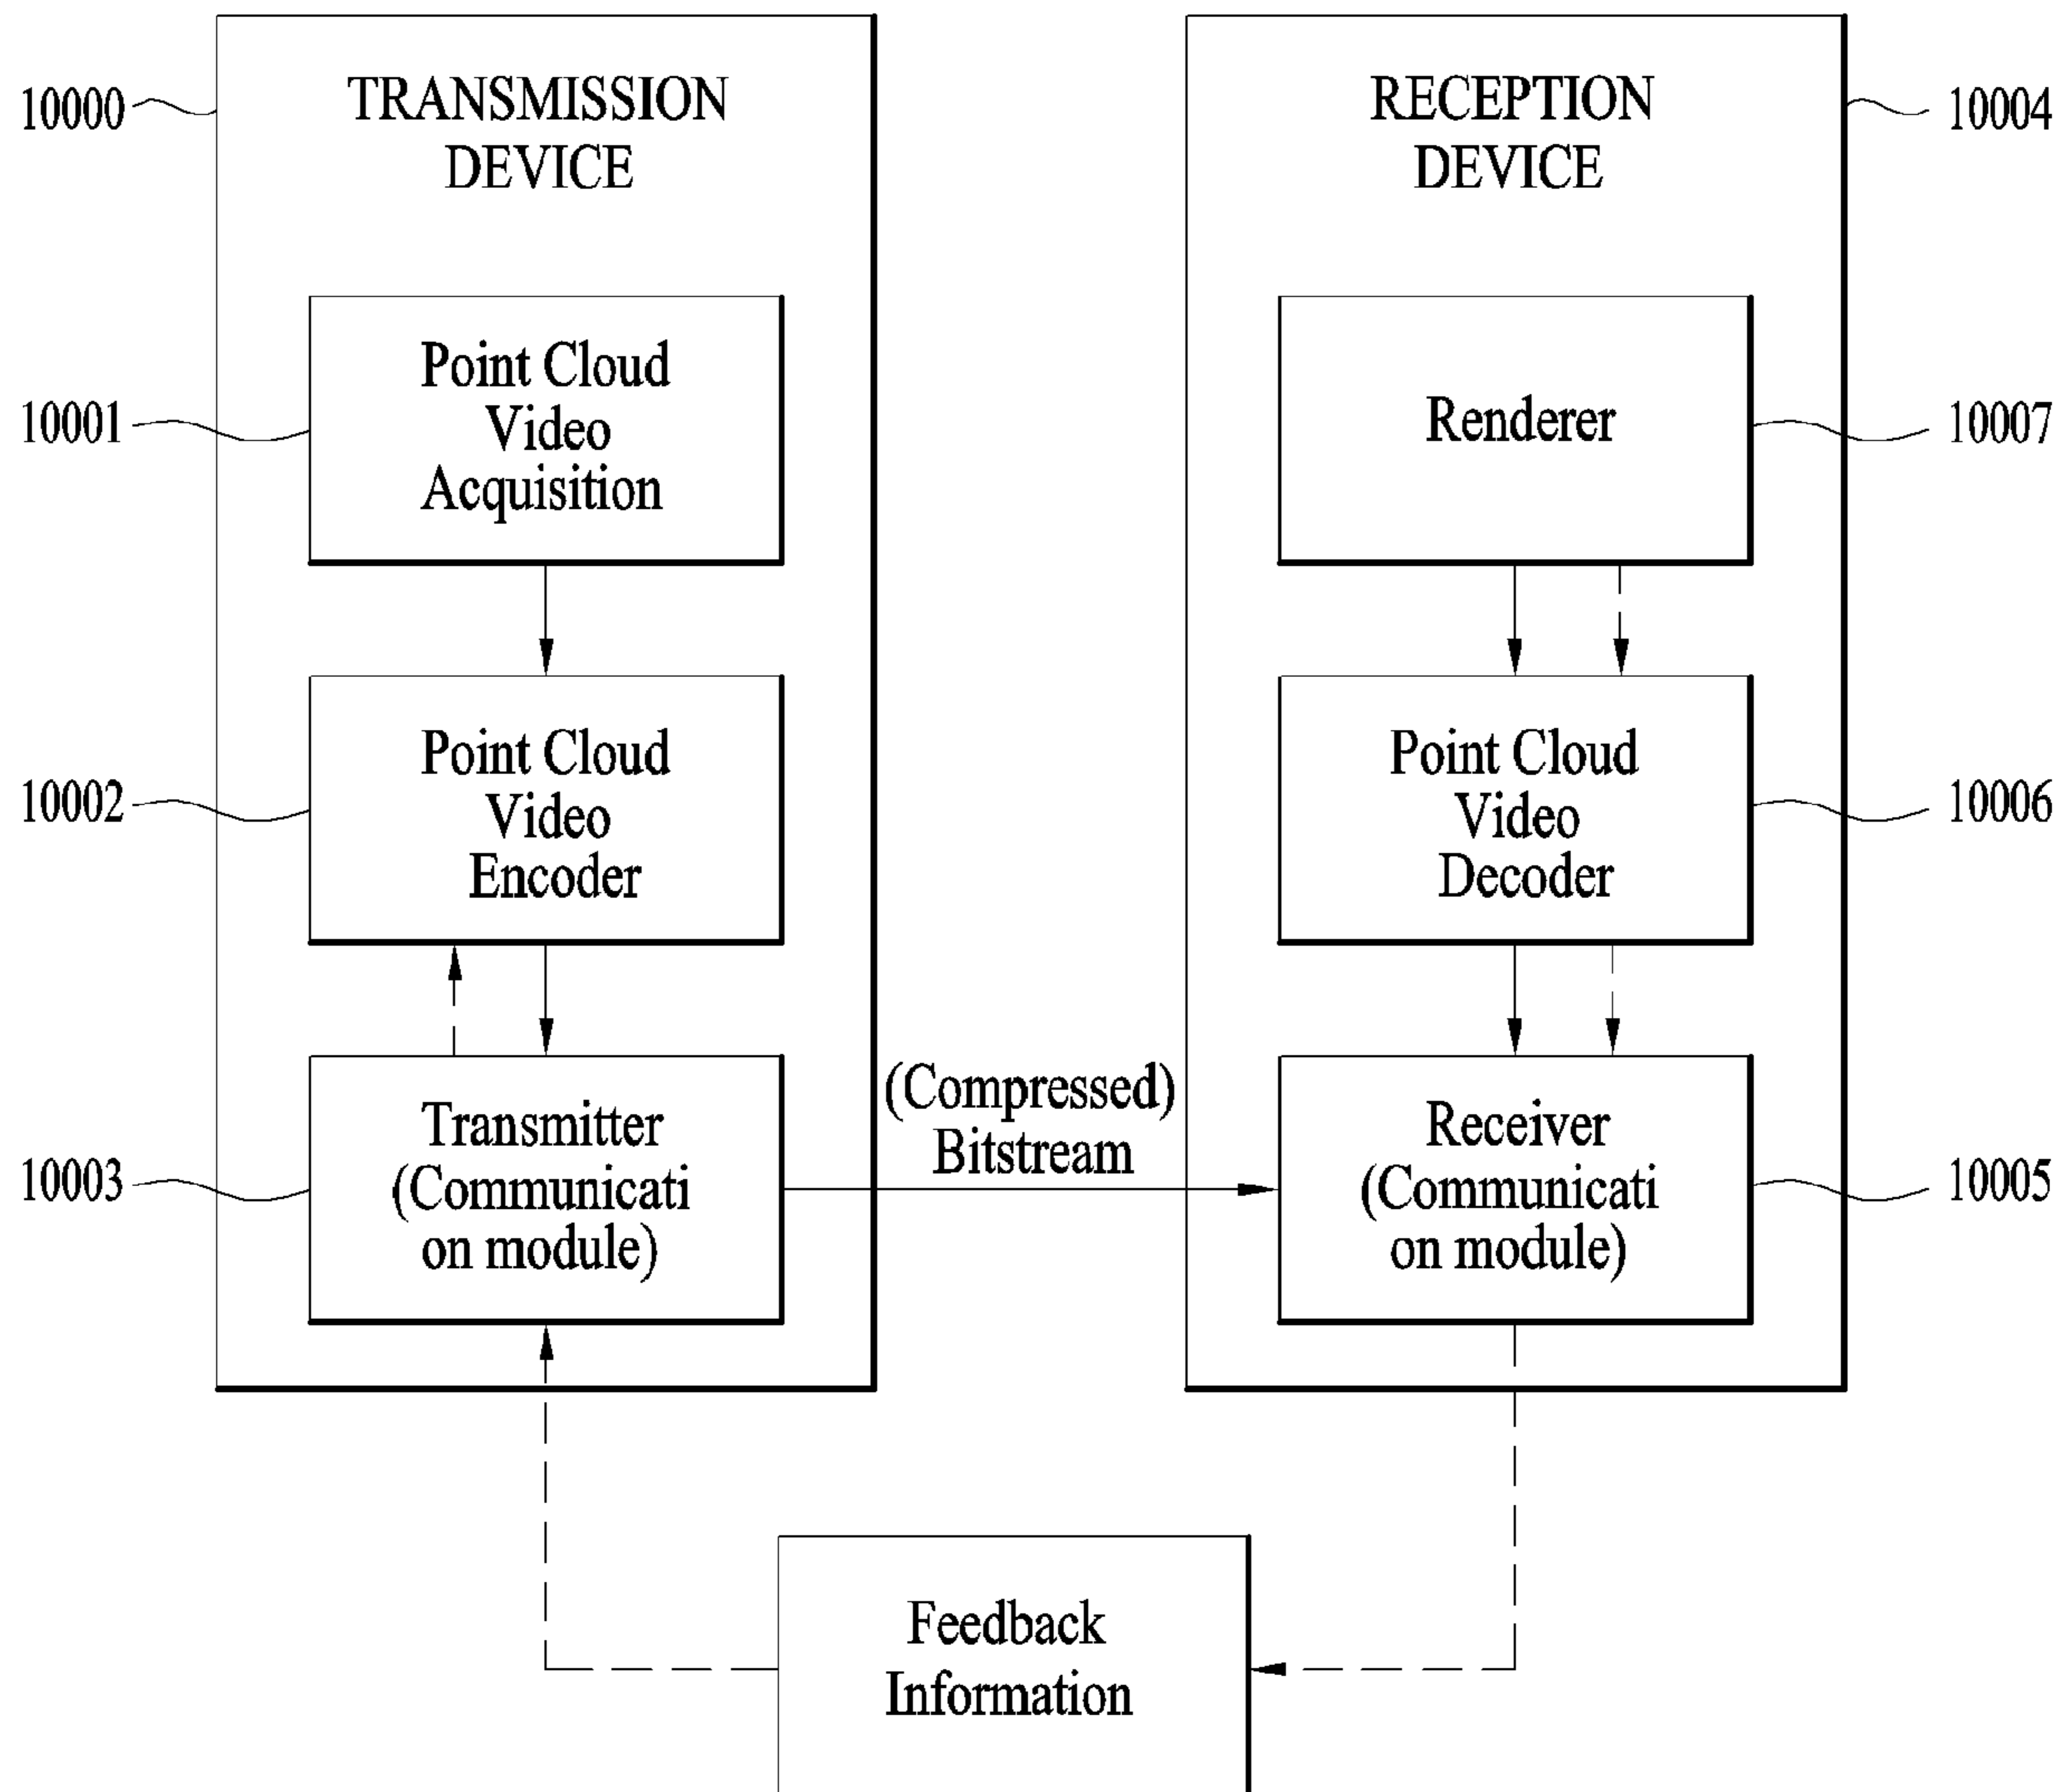 10000
TRANSMISSION
DEVICE
10001
Point Cloud
Video
Acquisition
10002
Point Cloud
Video
Encoder
10003
Transmitter
(Communicati
on module)
(Compressed)
Bitstream
RECEPTION
DEVICE
10004
Renderer
10007
Point Cloud
Video
Decoder
10006
Receiver
(Communicati
on module)
10005
Feedback
Information